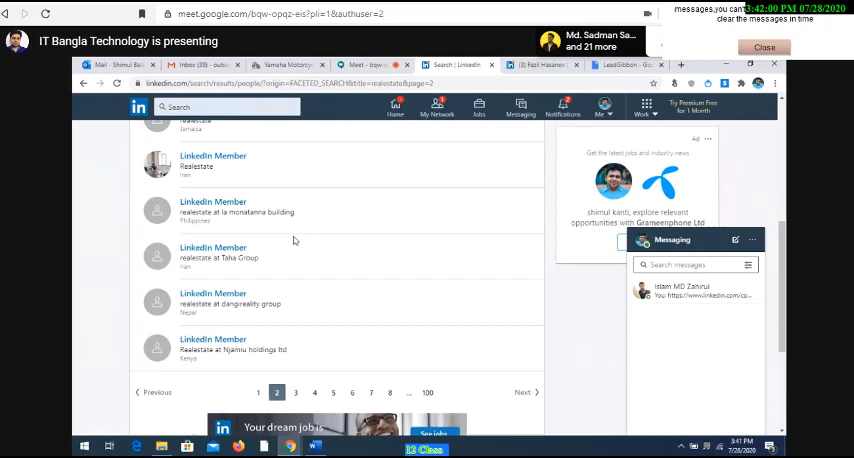 messages,you can
3:42:00 PM 07/28/2020
clear the messages in time
Close
meet.google.com/bqw-opqz-eis?pli=1&authuser=2
IT Bangla Technology is presenting
Md. Sadman Sa...
and 21 more
Mail - Shimul Bal
Inbox (39) - outso
Yamaha Motorcyc
Meet - bqw-o
Search | LinkedIn
(3) Fazil Hasanov |
LeadGibbon - G
linkedin.com/search/results/people/?origin=FACETED_SEARCH&title=realestate&page=2
in
Search
Home
My Network
Jobs
2
Messaging
Notifications
Me
Work
Try Premium Free
for 1 Month
realestate
Jamaica
LinkedIn Member
Realestate
Iran
LinkedIn Member
realestate at la monatanna building
Philippines
LinkedIn Member
realestate at Taha Group
Iran
LinkedIn Member
realestate at dangireality group
Nepal
LinkedIn Member
Realestate at Njamiu holdings ltd
Kenya
Ad ...
Get the latest jobs and industry news
shimul kanti, explore relevant
opportunities with Grameenphone Ltd
Messaging
Search messages
Islam MD Zahirul
You: https://www.linkedin.com/co...
Previous 1 2 3 4 5 6 7 8 ... 100 Next
in
Your dream job is
See jobs
12 Class
3:41 PM
7/28/2020